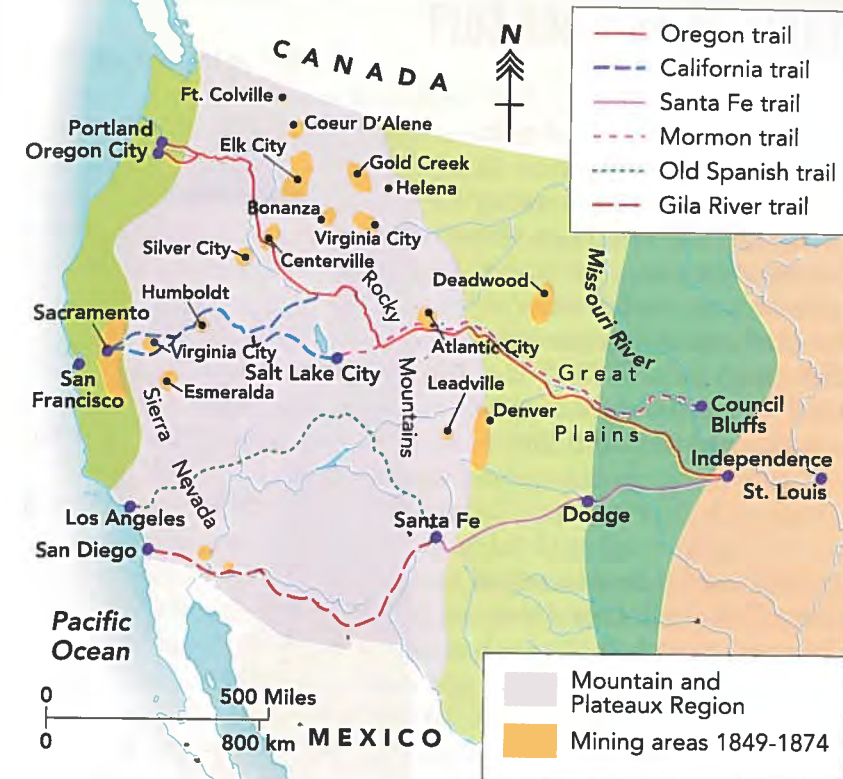 CANADA
N
Oregon trail
California trail
Santa Fe trail
Mormon trail
Old Spanish trail
Gila River trail
Ft. Colville
Coeur D'Alene
Portland
Oregon City
Elk City
Gold Creek
Helena
Bonanza
Virginia City
Silver City
Centerville
Rocky
Mountains
Deadwood
Missouri River
Humboldt
Sacramento
Virginia City
Atlantic City
Salt Lake City
Great
Plains
San
Francisco
Sierra
Nevada
Esmeralda
Leadville
Denver
Council
Bluffs
Independence
St. Louis
Los Angeles
Santa Fe
Dodge
San Diego
Pacific
Ocean
0 500 Miles
0 800 km
MEXICO
Mountain and
Plateaux Region
Mining areas 1849-1874